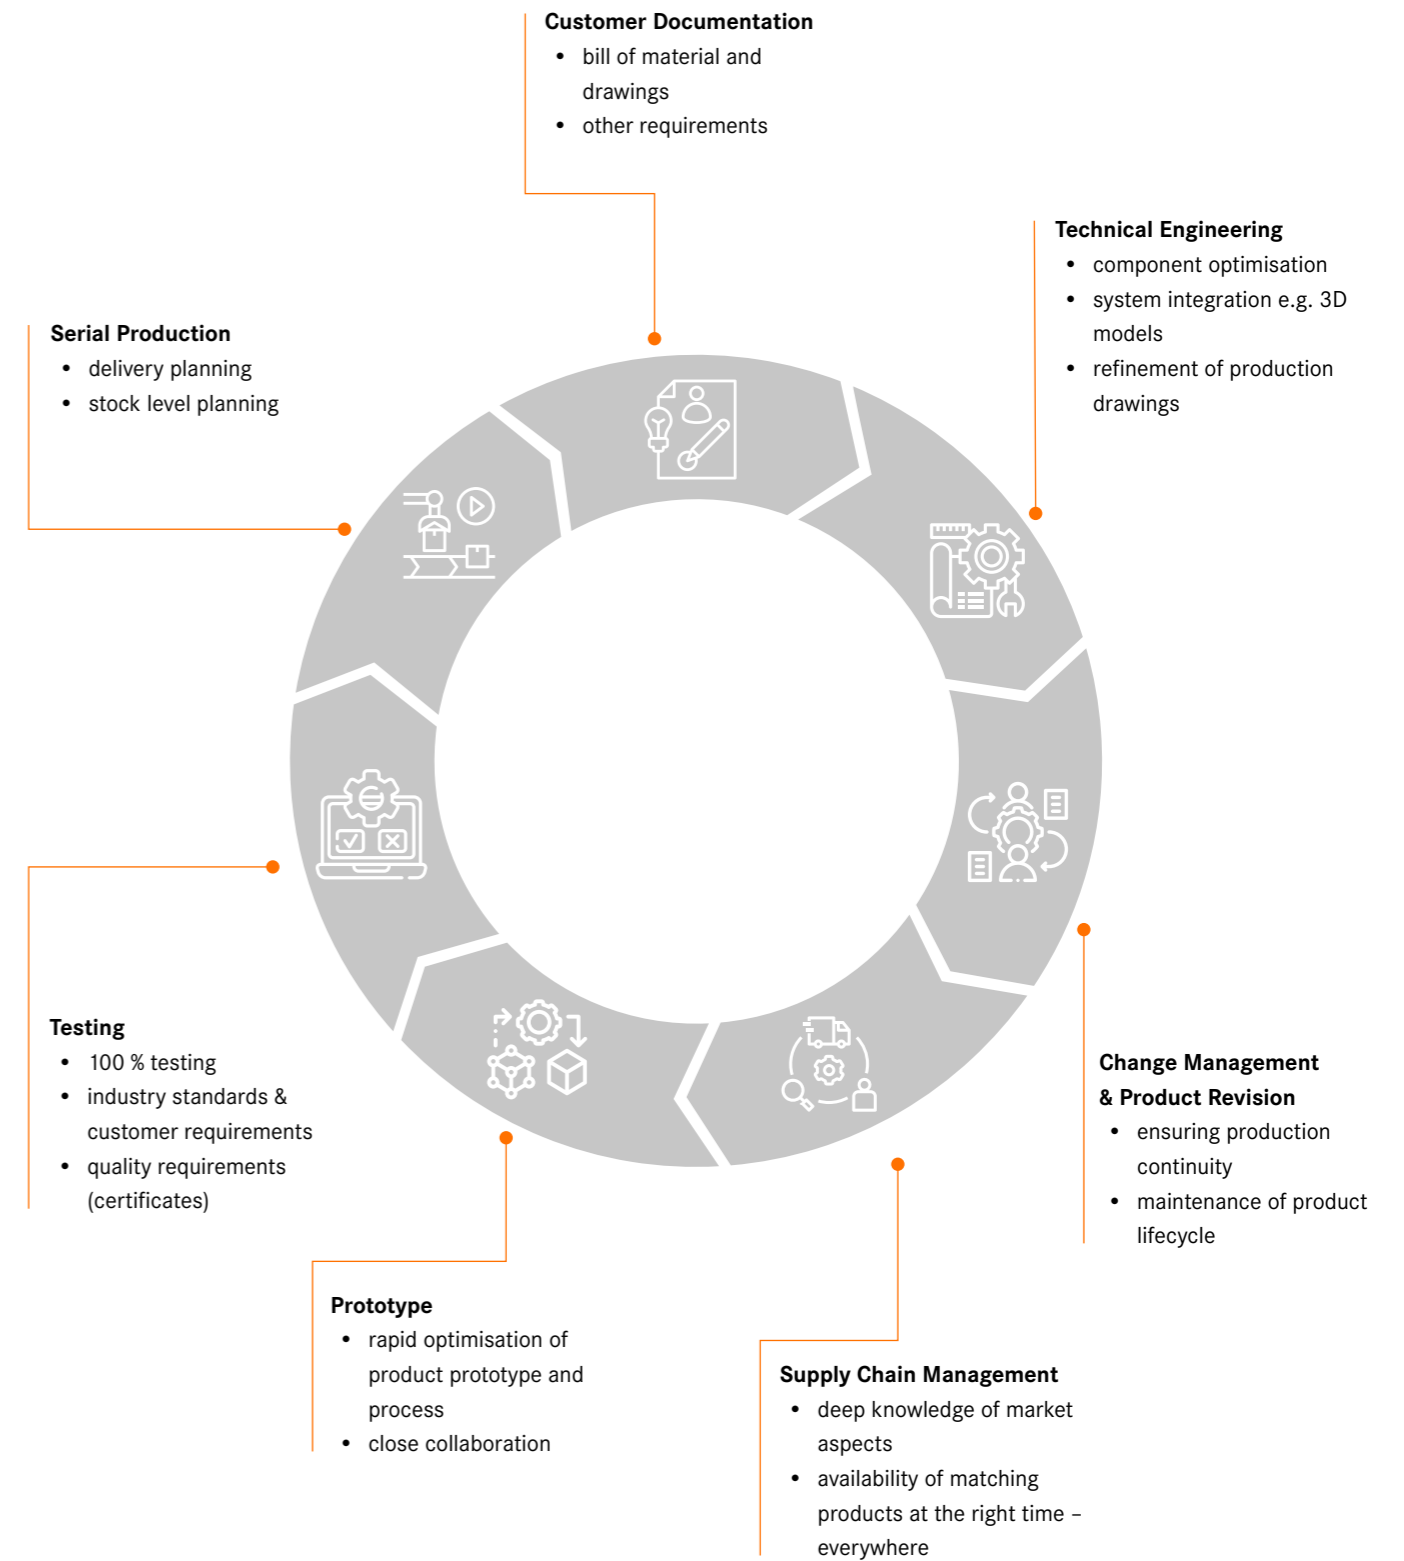 Customer Documentation
• bill of material and
drawings
• other requirements
Technical Engineering
• component optimisation
• system integration e.g. 3D
models
• refinement of production
drawings
Change Management
& Product Revision
• ensuring production
continuity
• maintenance of product
lifecycle
Supply Chain Management
• deep knowledge of market
aspects
• availability of matching
products at the right time –
everywhere
Prototype
• rapid optimisation of
product prototype and
process
• close collaboration
Testing
• 100 % testing
• industry standards &
customer requirements
• quality requirements
(certificates)
Serial Production
• delivery planning
• stock level planning